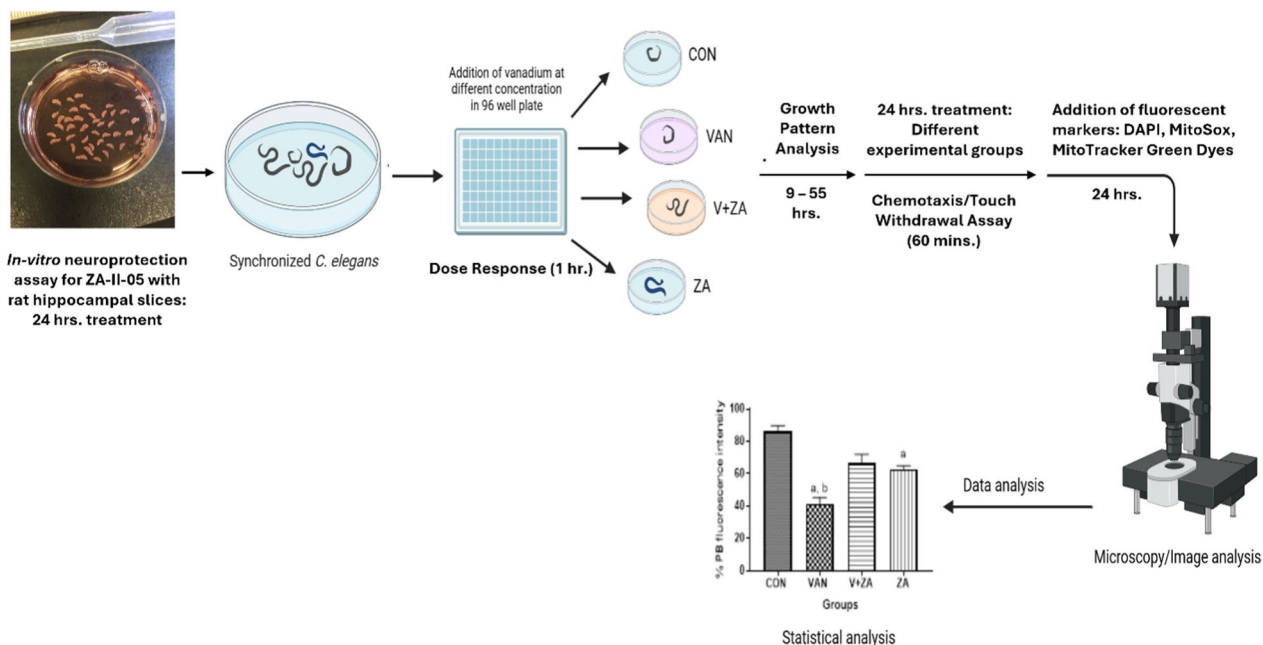 In-vitro neuroprotection
assay for ZA-II-05 with
rat hippocampal slices:
24 hrs. treatment
Synchronized C. elegans
Addition of vanadium at
different concentration
in 96 well plate
Dose Response (1 hr.)
CON
VAN
V+ZA
ZA
Growth
Pattern
Analysis
9 – 55
hrs.
24 hrs. treatment:
Different
experimental groups
Chemotaxis/Touch
Withdrawal Assay
(60 mins.)
Addition of fluorescent
markers: DAPI, MitoSox,
MitoTracker Green Dyes
24 hrs.
Microscopy/Image analysis
Data analysis
% PB fluorescence intensity
100
80
60
40
20
0
a, b
a
CON VAN V+ZA ZA
Groups
Statistical analysis